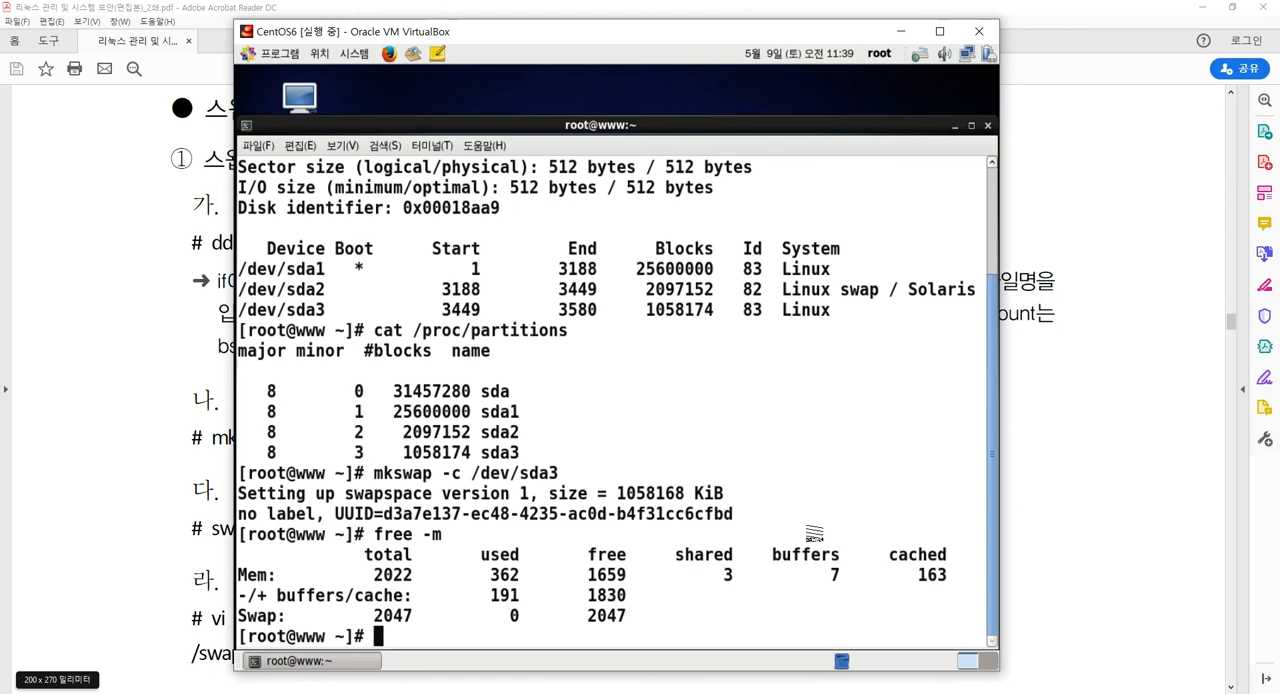 리눅스 관리 및 시스템 보안(편집본)_2쇄.pdf - Adobe Acrobat Reader DC
파일(F) 편집(E) 보기(V) 창(W) 도움말(H)
홈 도구 리눅스 관리 및 시... × 로그인
공유
CentOS6 [실행 중] - Oracle VM VirtualBox
프로그램 위치 시스템 5월 9일 (토) 오전 11:39 root
root@www:~
파일(F) 편집(E) 보기(V) 검색(S) 터미널(T) 도움말(H)
Sector size (logical/physical): 512 bytes / 512 bytes
I/O size (minimum/optimal): 512 bytes / 512 bytes
Disk identifier: 0x00018aa9
Device Boot Start End Blocks Id System
/dev/sda1 * 1 3188 25600000 83 Linux
/dev/sda2 3188 3449 2097152 82 Linux swap / Solaris
/dev/sda3 3449 3580 1058174 83 Linux
[root@www ~]# cat /proc/partitions
major minor #blocks name
8 0 31457280 sda
8 1 25600000 sda1
8 2 2097152 sda2
8 3 1058174 sda3
[root@www ~]# mkswap -c /dev/sda3
Setting up swapspace version 1, size = 1058168 KiB
no label, UUID=d3a7e137-ec48-4235-ac0d-b4f31cc6cfbd
[root@www ~]# free -m
total used free shared buffers cached
Mem: 2022 362 1659 3 7 163
-/+ buffers/cache: 191 1830
Swap: 2047 0 2047
[root@www ~]#
root@www:~
● 스
① 스
가.
# dd
➔ if
일명을
입
ount는
bs
나.
# mk
다.
# sw
라.
# vi
/swa
200 x 270 밀리미터